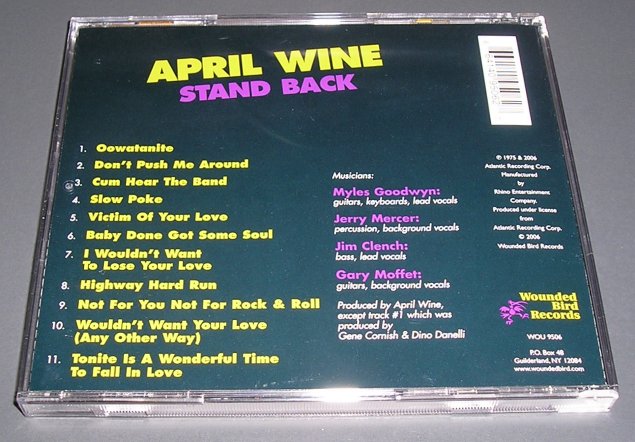 APRIL WINE
STAND BACK
1. Oowatanite
2. Don't Push Me Around
3. Cum Hear The Band
4. Slow Poke
5. Victim Of Your Love
6. Baby Done Got Some Soul
7. I Wouldn't Want
To Lose Your Love
8. Highway Hard Run
9. Not For You Not For Rock & Roll
10. Wouldn't Want Your Love
(Any Other Way)
11. Tonite Is A Wonderful Time
To Fall In Love
Musicians:
Myles Goodwyn:
guitars, keyboards, lead vocals
Jerry Mercer:
percussion, background vocals
Jim Clench:
bass, lead vocals
Gary Moffet:
guitars, background vocals
Produced by April Wine,
except track #1 which was
produced by
Gene Cornish & Dino Danelli
℗ 1975 & 2006
Atlantic Recording Corp.
Manufactured
by
Rhino Entertainment
Company.
Produced under license
from
Atlantic Recording Corp.
© 2006
Wounded Bird Records
Wounded
Bird
Records
WOU 9506
P.O. Box 48
Guilderland, NY 12084
www.woundedbird.com